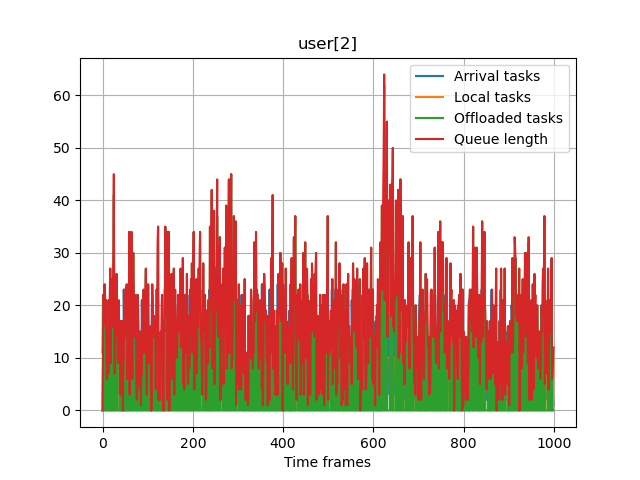 user[2]
Arrival tasks
Local tasks
Offloaded tasks
Queue length
60
50
40
30
20
10
0
0 200 400 600 800 1000
Time frames